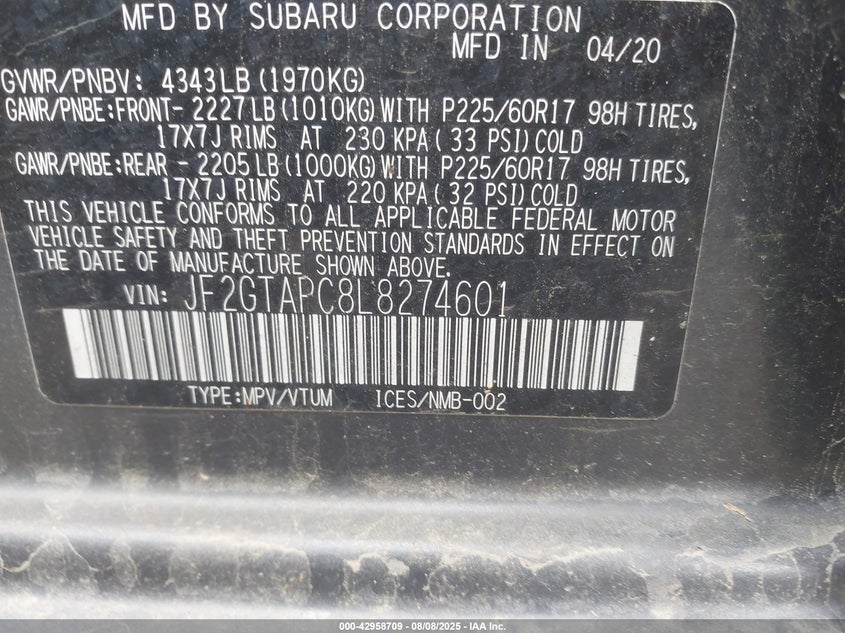 MFD BY SUBARU CORPORATION
MFD IN 04/20
GVWR/PNBV: 4343LB(1970KG)
GAWR/PNBE:FRONT- 2227LB(1010KG)WITH P225/60R17 98H TIRES,
17X7J RIMS AT 230 KPA( 33 PSI)COLD
GAWR/PNBE:REAR - 2205LB(1000KG)WITH P225/60R17 98H TIRES,
17X7J RIMS AT 220 KPA( 32 PSI)COLD
THIS VEHICLE CONFORMS TO ALL APPLICABLE FEDERAL MOTOR
VEHICLE SAFETY AND THEFT PREVENTION STANDARDS IN EFFECT ON
THE DATE OF MANUFACTURE SHOWN ABOVE.
VIN: JF2GTAPC8L8274601
TYPE:MPV/VTUM ICES/NMB-002
000-42958709 - 08/08/2025 - IAA Inc.